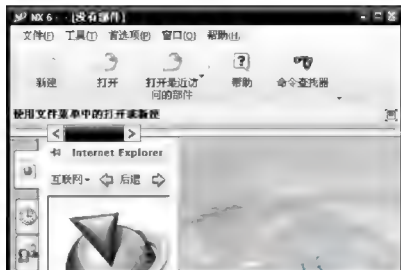 NX 6 - [没有部件]
文件(F) 工具(T) 首选项(P) 窗口(O) 帮助(H)
新建 打开 打开最近访问的部件 帮助 命令查找器
使用文件菜单中的打开或新建
Internet Explorer
互联网 后退